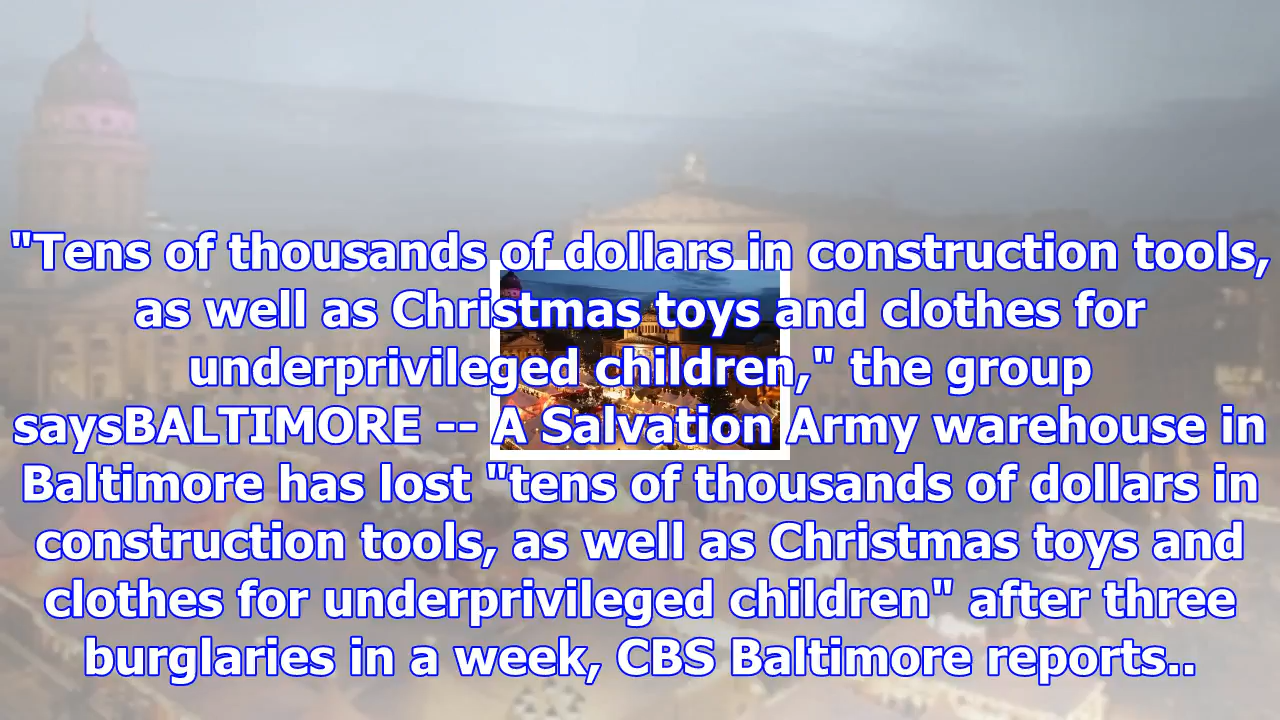 "Tens of thousands of dollars in construction tools,
as well as Christmas toys and clothes for
underprivileged children," the group
saysBALTIMORE -- A Salvation Army warehouse in
Baltimore has lost "tens of thousands of dollars in
construction tools, as well as Christmas toys and
clothes for underprivileged children" after three
burglaries in a week, CBS Baltimore reports..